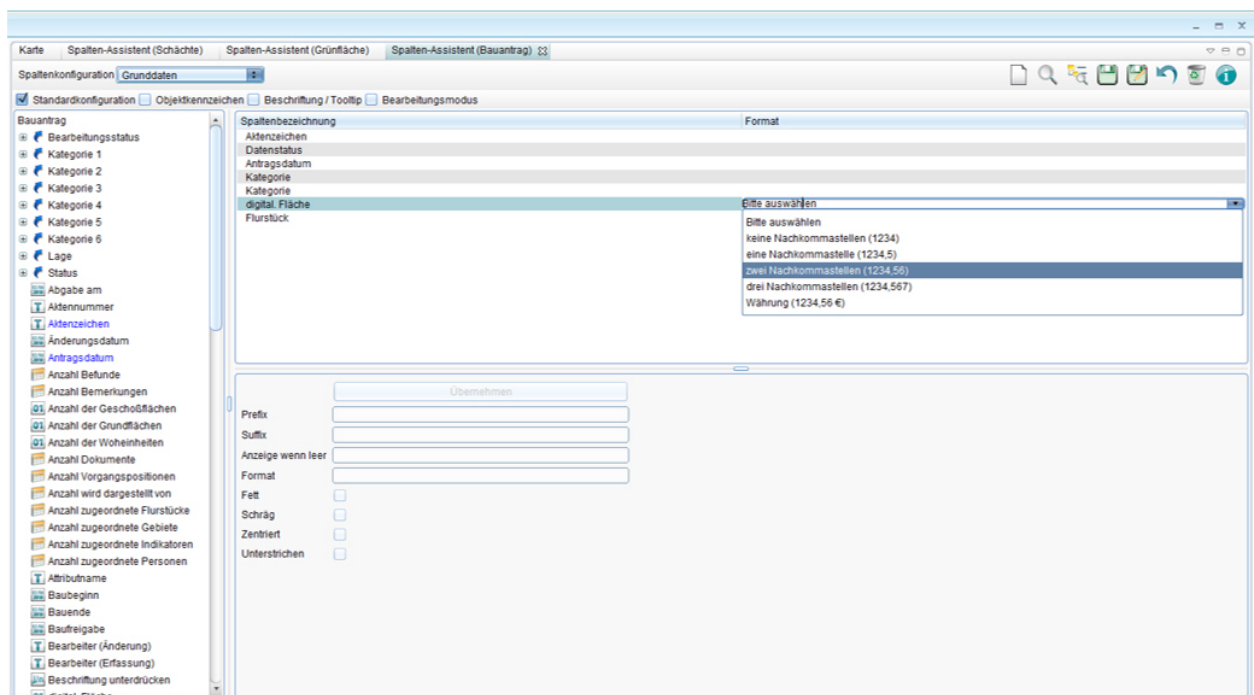 Karte Spalten-Assistent (Schächte) Spalten-Assistent (Grünfläche) Spalten-Assistent (Bauantrag)
Spaltenkonfiguration Grunddaten
Standardkonfiguration Objektkennzeichen Beschriftung / Tooltip Bearbeitungsmodus
Bauantrag
Bearbeitungsstatus
Kategorie 1
Kategorie 2
Kategorie 3
Kategorie 4
Kategorie 5
Kategorie 6
Lage
Status
Abgabe am
Aktennummer
Aktenzeichen
Änderungsdatum
Antragsdatum
Anzahl Befunde
Anzahl Bemerkungen
Anzahl der Geschoßflächen
Anzahl der Grundflächen
Anzahl der Woheinheiten
Anzahl Dokumente
Anzahl Vorgangspositionen
Anzahl wird dargestellt von
Anzahl zugeordnete Flurstücke
Anzahl zugeordnete Gebiete
Anzahl zugeordnete Indikatoren
Anzahl zugeordnete Personen
Attributname
Baubeginn
Bauende
Baufreigabe
Bearbeiter (Änderung)
Bearbeiter (Erfassung)
Beschriftung unterdrücken
digital. Fläche
Spaltenbezeichnung Format
Aktenzeichen
Datenstatus
Antragsdatum
Kategorie
Kategorie
digital. Fläche Bitte auswählen
Flurstück
Bitte auswählen
keine Nachkommastellen (1234)
eine Nachkommastelle (1234,5)
zwei Nachkommastellen (1234,56)
drei Nachkommastellen (1234,567)
Währung (1234,56 €)
Übernehmen
Prefix
Suffix
Anzeige wenn leer
Format
Fett
Schräg
Zentriert
Unterstrichen